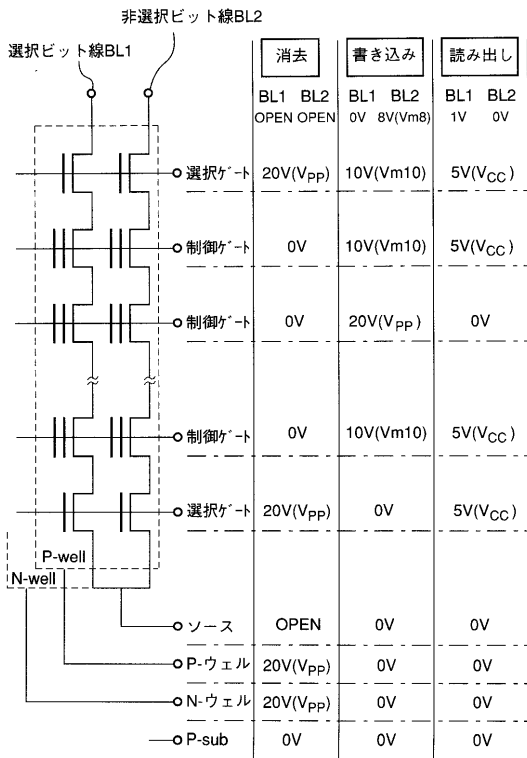 非選択ビット線BL2
選択ビット線BL1
消去 書き込み 読み出し
BL1 BL2 BL1 BL2 BL1 BL2
OPEN OPEN 0V 8V(Vm8) 1V 0V
選択ゲート 20V(VPP) 10V(Vm10) 5V(VCC)
制御ゲート 0V 10V(Vm10) 5V(VCC)
制御ゲート 0V 20V(VPP) 0V
制御ゲート 0V 10V(Vm10) 5V(VCC)
選択ゲート 20V(VPP) 0V 5V(VCC)
P-well
N-well
ソース OPEN 0V 0V
P-ウェル 20V(VPP) 0V 0V
N-ウェル 20V(VPP) 0V 0V
P-sub 0V 0V 0V